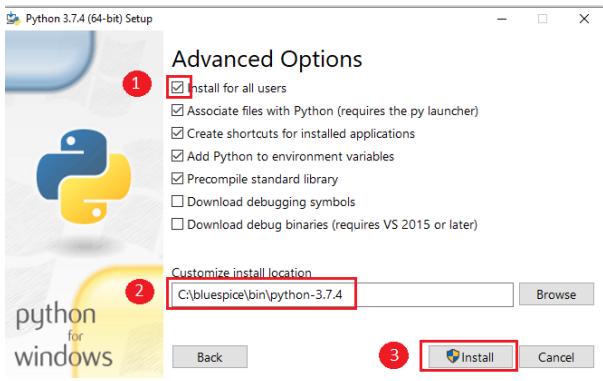 Python 3.7.4 (64-bit) Setup
Advanced Options
1
Install for all users
Associate files with Python (requires the py launcher)
Create shortcuts for installed applications
Add Python to environment variables
Precompile standard library
Download debugging symbols
Download debug binaries (requires VS 2015 or later)
Customize install location
2
C:\bluespice\bin\python-3.7.4
Browse
python
for
windows
Back
3
Install
Cancel